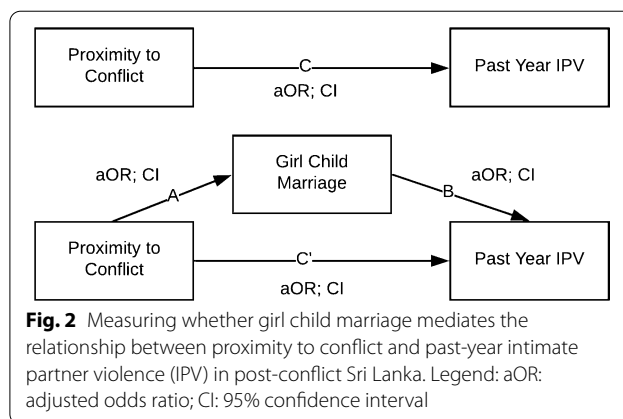 Proximity to
Conflict
C
aOR; CI
Past Year IPV
Girl Child
Marriage
aOR; CI
A
aOR; CI
B
Proximity to
Conflict
C'
aOR; CI
Past Year IPV
Fig. 2 Measuring whether girl child marriage mediates the
relationship between proximity to conflict and past-year intimate
partner violence (IPV) in post-conflict Sri Lanka. Legend: aOR:
adjusted odds ratio; CI: 95% confidence interval